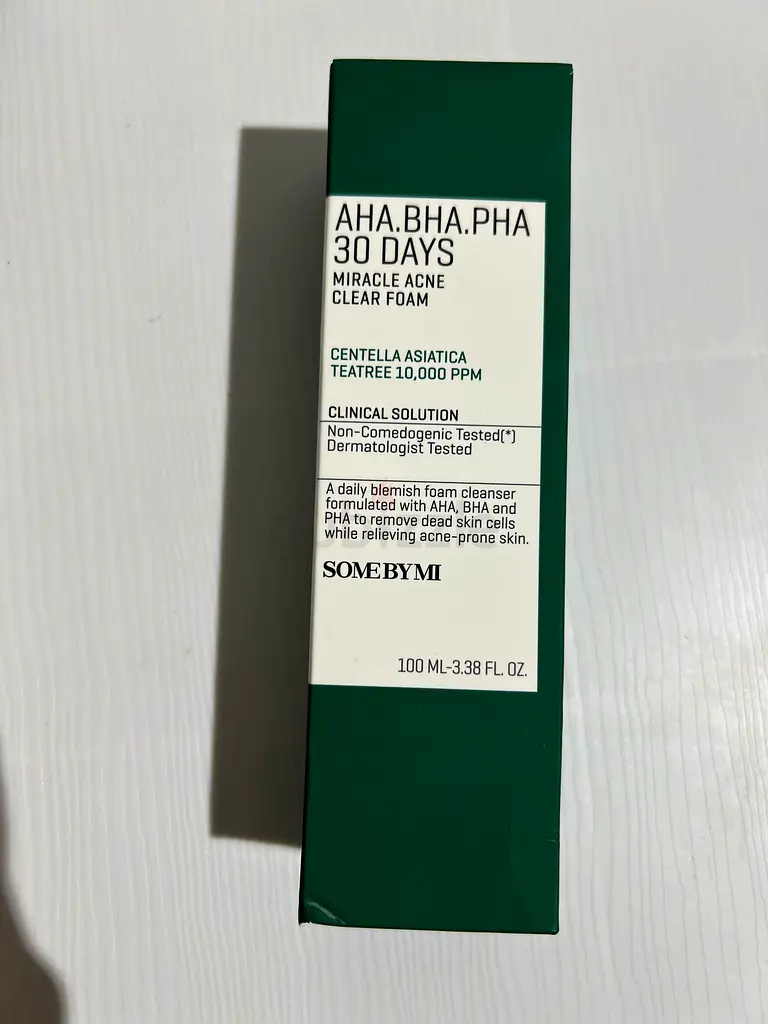 AHA.BHA.PHA
30 DAYS
MIRACLE ACNE
CLEAR FOAM
CENTELLA ASIATICA
TEATREE 10,000 PPM
CLINICAL SOLUTION
Non-Comedogenic Tested(*)
Dermatologist Tested
A daily blemish foam cleanser
formulated with AHA, BHA and
PHA to remove dead skin cells
while relieving acne-prone skin.
SOME BY MI
100 ML-3.38 FL. OZ.